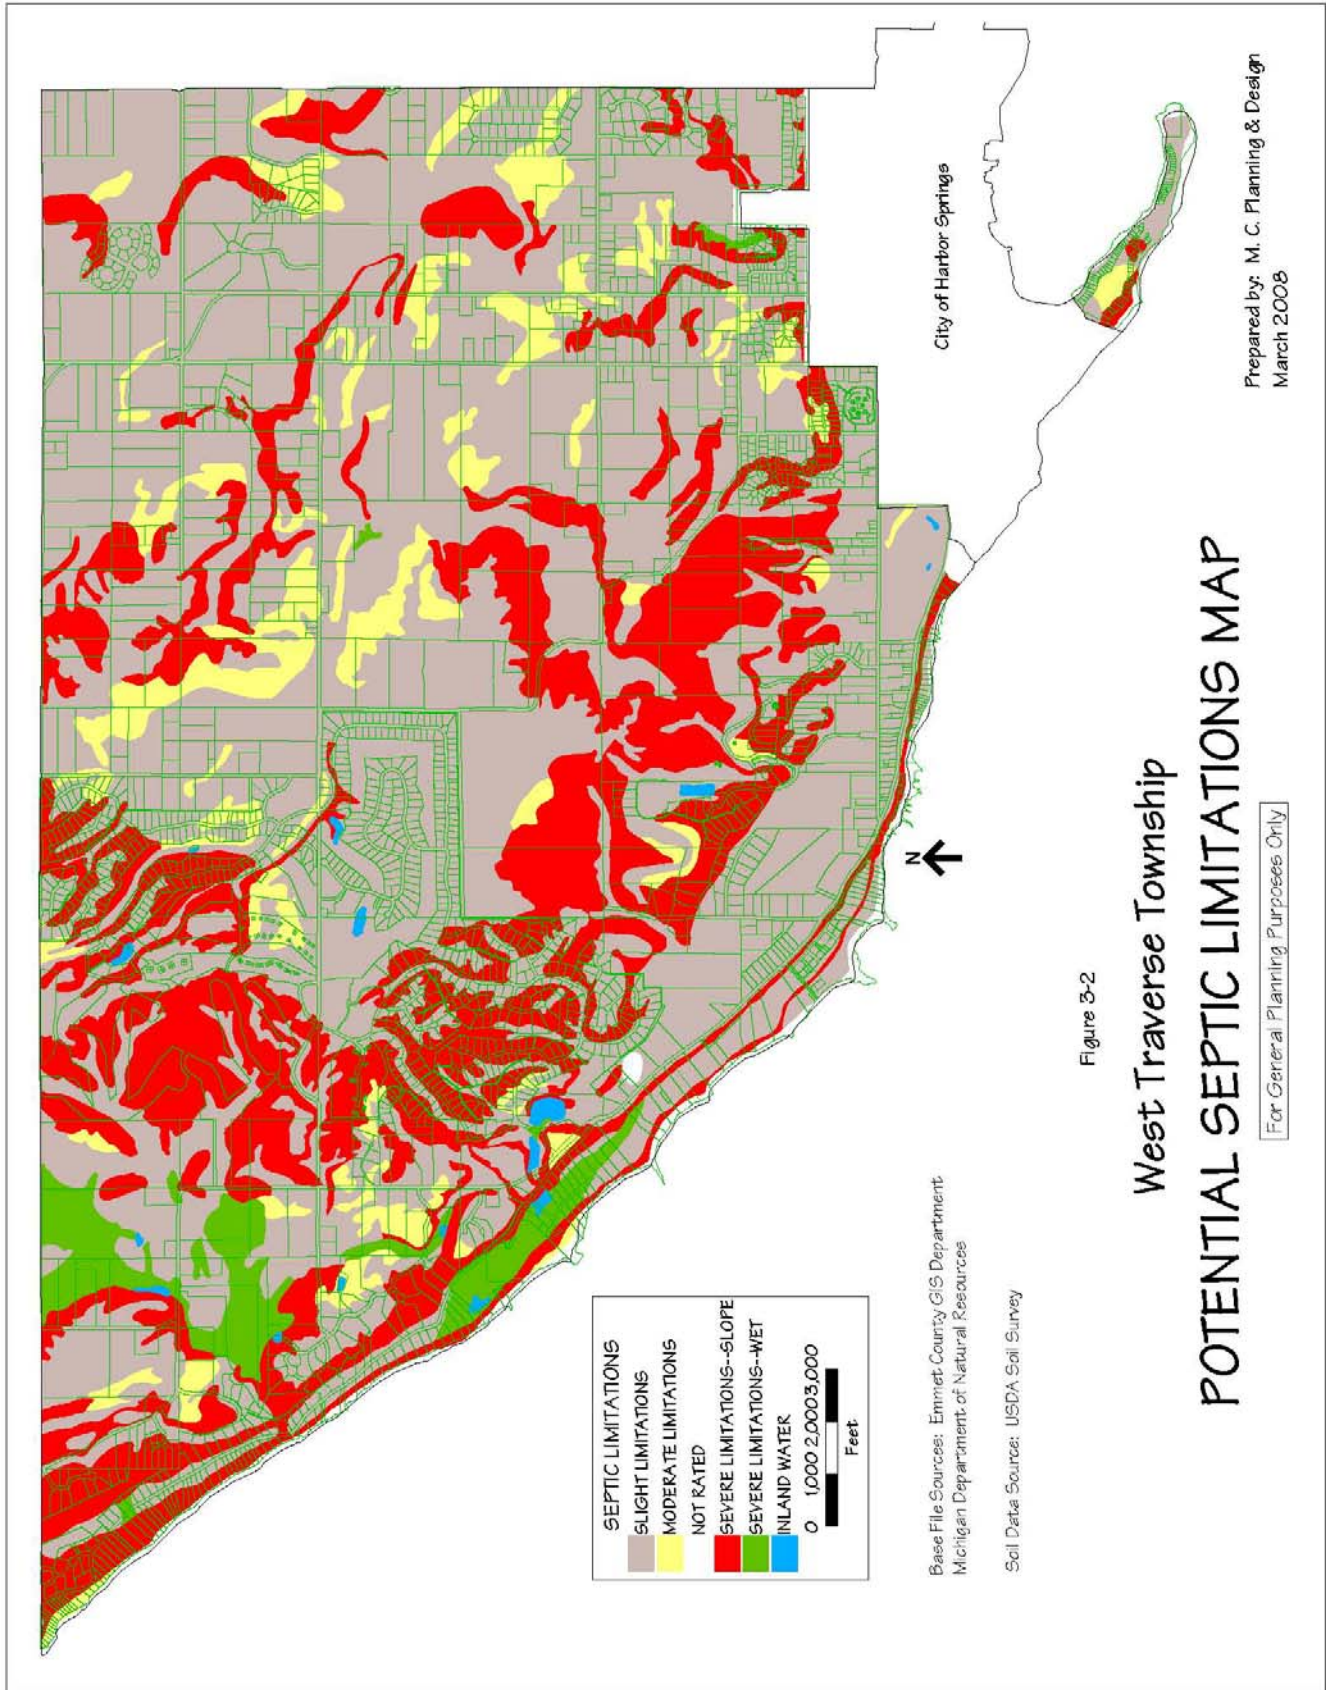 City of Harbor Springs
Prepared by: M. C. Planning & Design
March 2008
N
Figure 3-2
West Traverse Township
POTENTIAL SEPTIC LIMITATIONS MAP
For General Planning Purposes Only
SEPTIC LIMITATIONS
SLIGHT LIMITATIONS
MODERATE LIMITATIONS
NOT RATED
SEVERE LIMITATIONS--SLOPE
SEVERE LIMITATIONS--WET
INLAND WATER
0 1,000 2,000 3,000
Feet
Base File Sources: Emmet County GIS Department
Michigan Department of Natural Resources
Soil Data Source: USDA Soil Survey